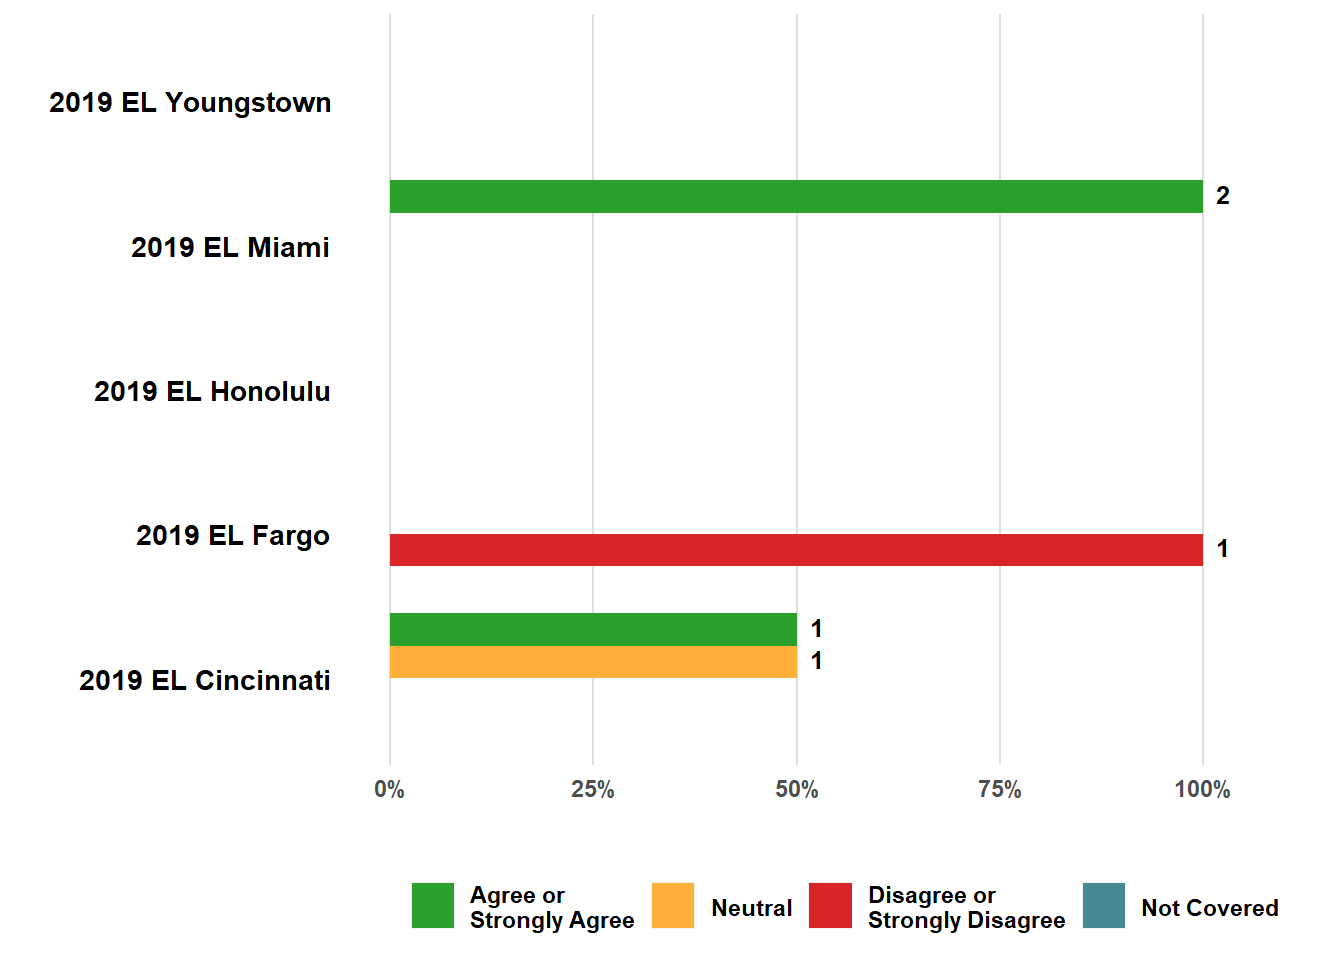 2019 EL Youngstown
2
2019 EL Miami
2019 EL Honolulu
2019 EL Fargo
1
1
1
2019 EL Cincinnati
0% 25% 50% 75% 100%
Agree or
Strongly Agree
Neutral
Disagree or
Strongly Disagree
Not Covered